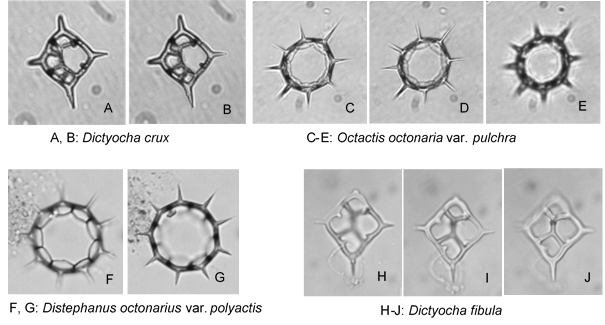 A B C D E
A, B: Dictyocha crux C-E: Octactis octonaria var. pulchra
F G H I J
F, G: Distephanus octonarius var. polyactis H-J: Dictyocha fibula